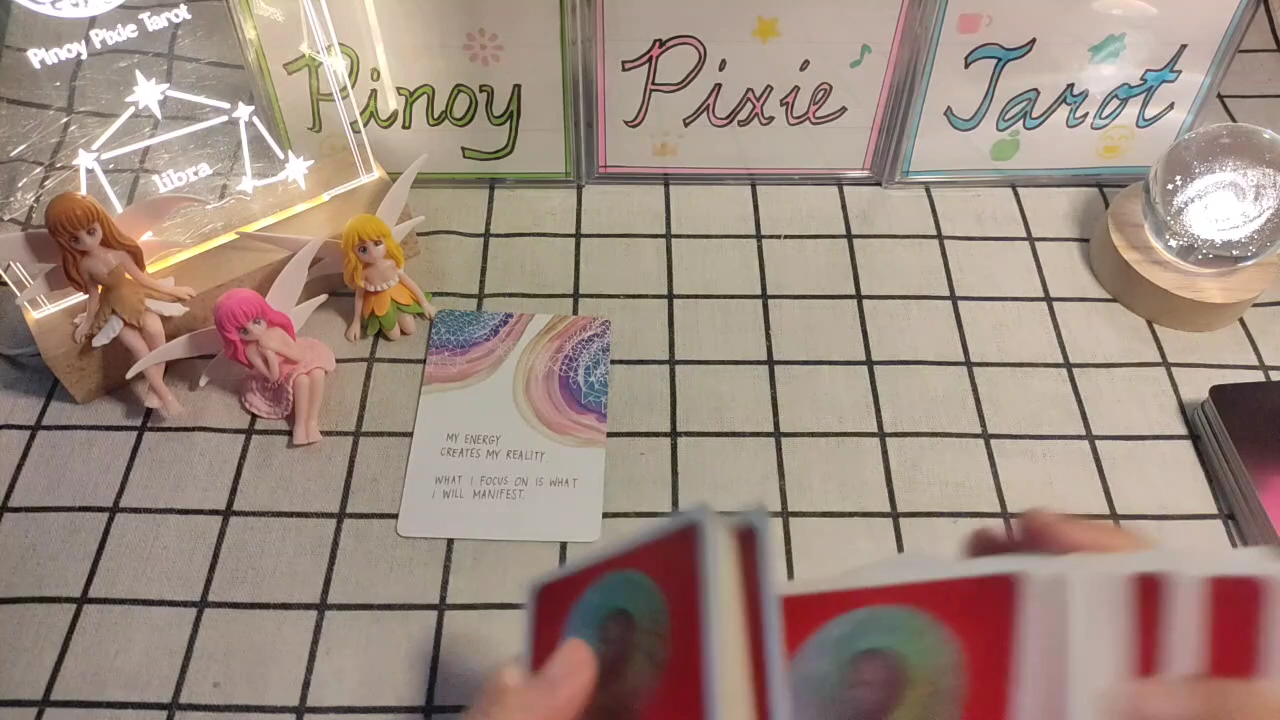 Pinoy Pixie Tarot
libra
Pinoy
Pixie
Tarot
MY ENERGY
CREATES MY REALITY.
WHAT I FOCUS ON IS WHAT
I WILL MANIFEST.